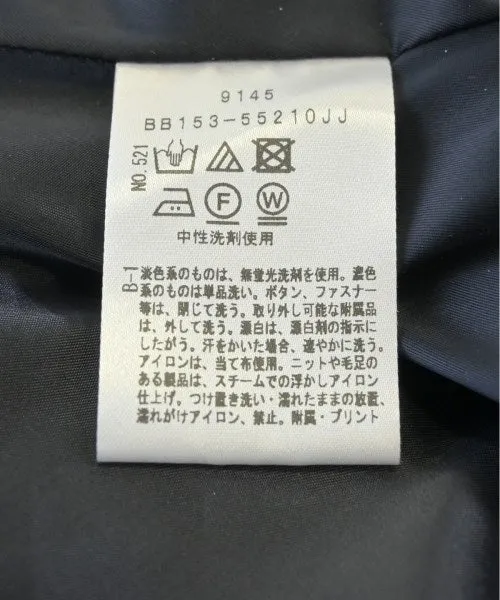 9145
BB153-55210JJ
NO.521
F
W
中性洗剤使用
B-1
淡色系のものは、無蛍光洗剤を使用。濃色
系のものは単品洗い。ボタン、ファスナー
等は、閉じて洗う。取り外し可能な附属品
は、外して洗う。漂白は、漂白剤の指示に
したがう。汗をかいた場合、速やかに洗う。
アイロンは、当て布使用。ニットや毛足の
ある製品は、スチームでの浮かしアイロン
仕上げ。つけ置き洗い・濡れたままの放置、
濡れがけアイロン、禁止。附属・プリント